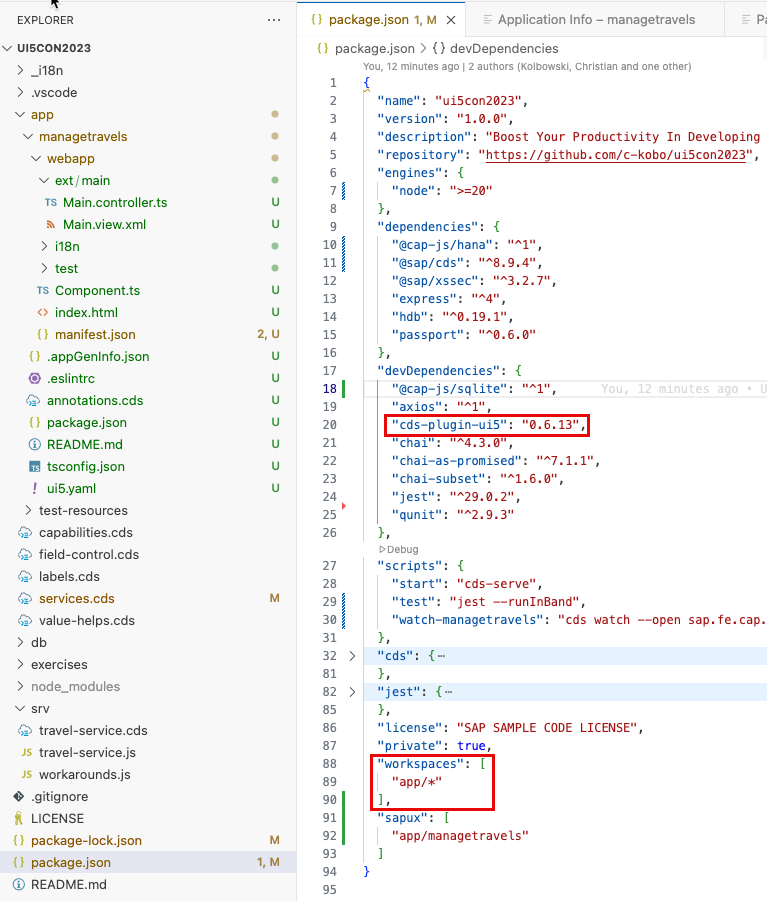 EXPLORER
···
UI5CON2023
_i18n
.vscode
app
managetravels
webapp
ext/main
TS Main.controller.ts U
Main.view.xml U
i18n
test
TS Component.ts U
<> index.html U
{} manifest.json 2, U
{} .appGenInfo.json U
.eslintrc U
annotations.cds U
{} package.json U
README.md U
TS tsconfig.json U
! ui5.yaml U
test-resources
capabilities.cds
field-control.cds
labels.cds
services.cds M
value-helps.cds
db
exercises
node_modules
srv
travel-service.cds
JS travel-service.js
JS workarounds.js
.gitignore
LICENSE
{} package-lock.json M
{} package.json 1, M
README.md
{} package.json 1, M
Application Info – managetravels
{} package.json > {} devDependencies
You, 12 minutes ago | 2 authors (Kolbowski, Christian and one other)
1 {
2 "name": "ui5con2023",
3 "version": "1.0.0",
4 "description": "Boost Your Productivity In Developing
5 "repository": "https://github.com/c-kobo/ui5con2023",
6 "engines": {
7 "node": ">=20"
8 },
9 "dependencies": {
10 "@cap-js/hana": "^1",
11 "@sap/cds": "^8.9.4",
12 "@sap/xssec": "^3.2.7",
13 "express": "^4",
14 "hdb": "^0.19.1",
15 "passport": "^0.6.0"
16 },
17 "devDependencies": {
18 "@cap-js/sqlite": "^1", You, 12 minutes ago • U
19 "axios": "^1",
20 "cds-plugin-ui5": "0.6.13",
21 "chai": "^4.3.0",
22 "chai-as-promised": "^7.1.1",
23 "chai-subset": "^1.6.0",
24 "jest": "^29.0.2",
25 "qunit": "^2.9.3"
26 },
Debug
27 "scripts": {
28 "start": "cds-serve",
29 "test": "jest --runInBand",
30 "watch-managetravels": "cds watch --open sap.fe.cap.
31 },
32 "cds": {···
81 },
82 "jest": {···
85 },
86 "license": "SAP SAMPLE CODE LICENSE",
87 "private": true,
88 "workspaces": [
89 "app/*"
90 ],
91 "sapux": [
92 "app/managetravels"
93 ]
94 }
95